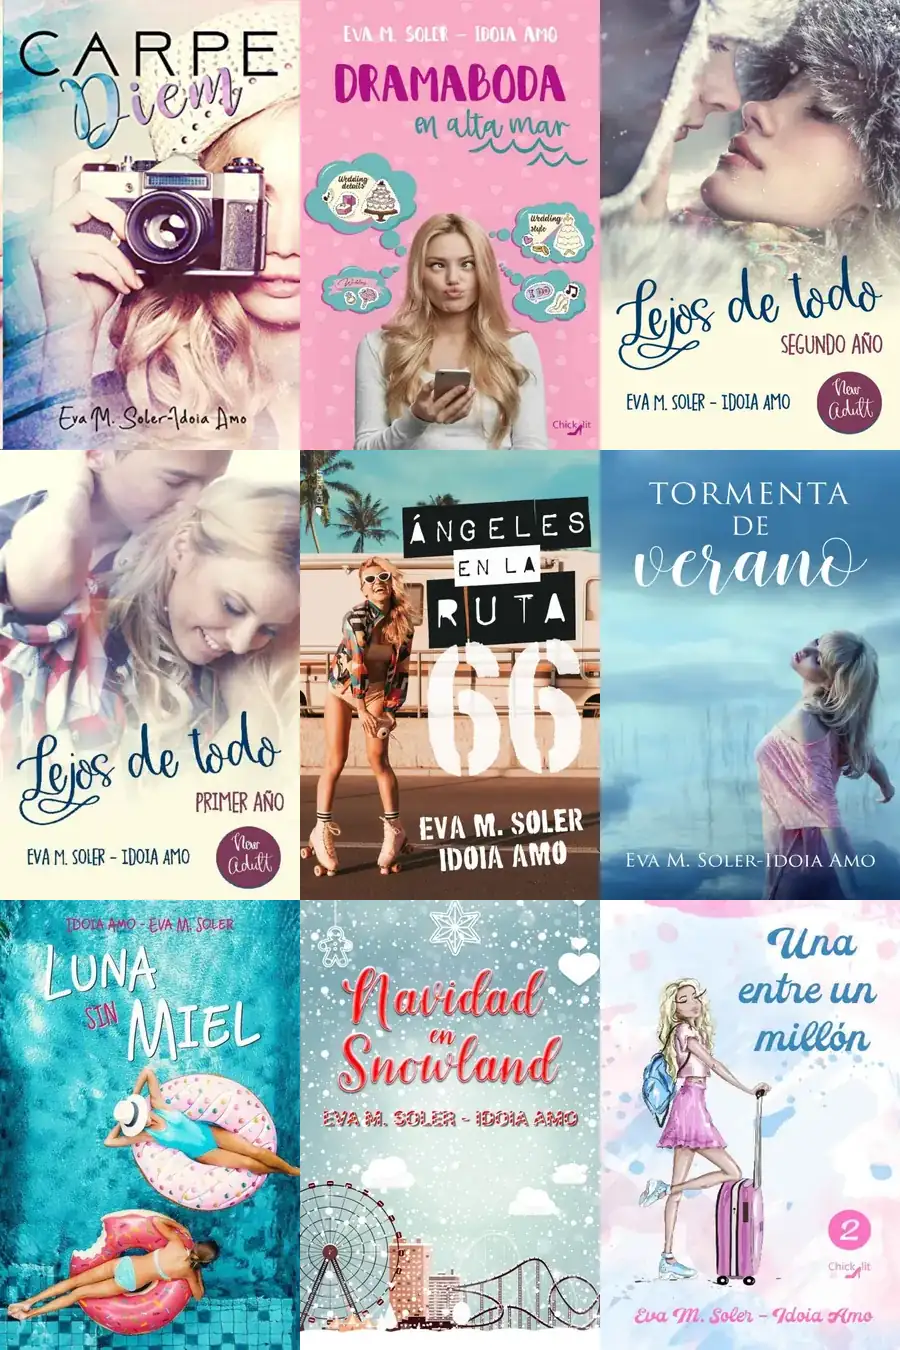 CARPE
Diem
Eva M. Soler-Idoia Amo
Eva M. Soler - Idoia Amo
DRAMABODA
en alta mar
Wedding
details
Wedding
style
I Do
Chick lit
Lejos de todo
SEGUNDO AÑO
EVA M. SOLER - IDOIA AMO
New
adult
Lejos de todo
PRIMER AÑO
EVA M. SOLER - IDOIA AMO
New
adult
ÁNGELES
EN LA
RUTA
66
EVA M. SOLER
IDOIA AMO
TORMENTA
DE
verano
Eva M. Soler-Idoia Amo
Idoia Amo - Eva M. Soler
LUNA
SIN
MIEL
Navidad
en
Snowland
EVA M. SOLER - IDOIA AMO
Una
entre un
millón
2
Chick lit
Eva M. Soler - Idoia Amo